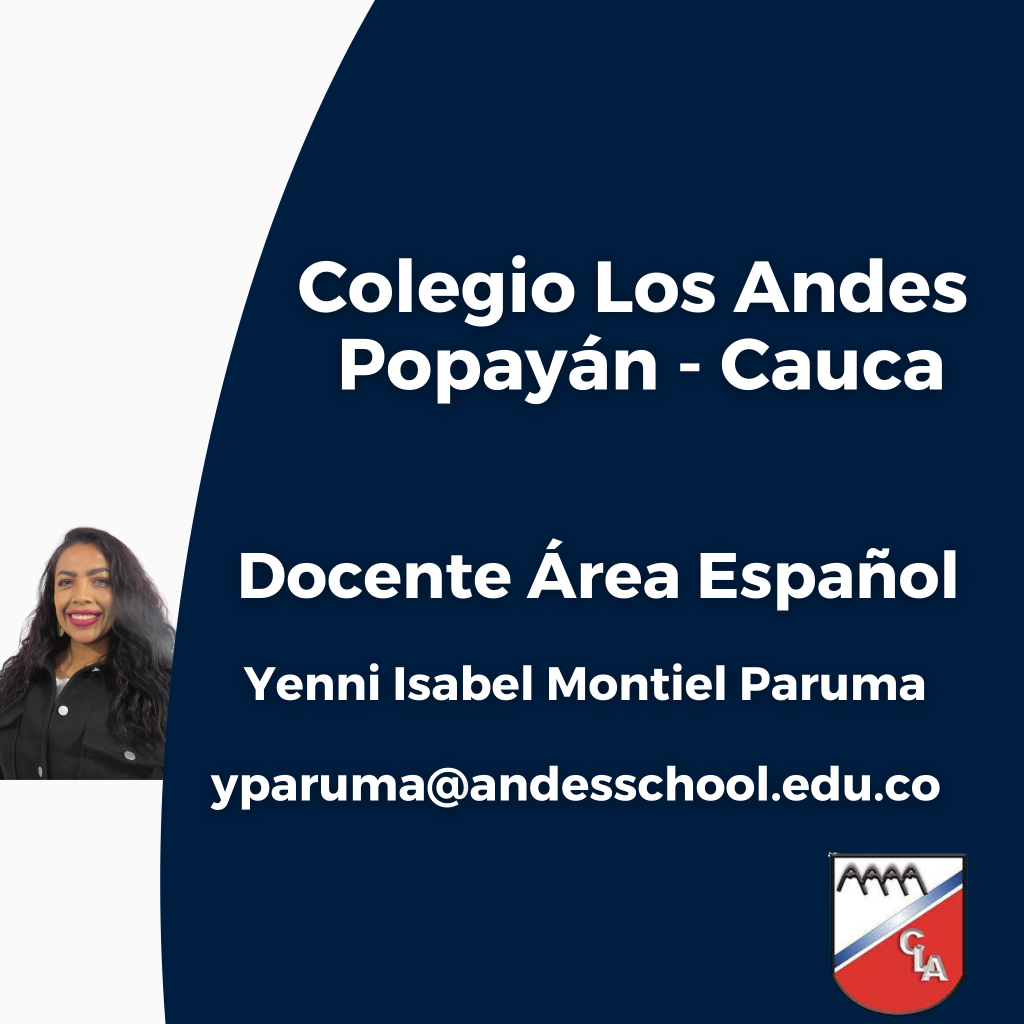 Colegio Los Andes
Popayán - Cauca
Docente Área Español
Yenni Isabel Montiel Paruma
yparuma@andesschool.edu.co
CLA